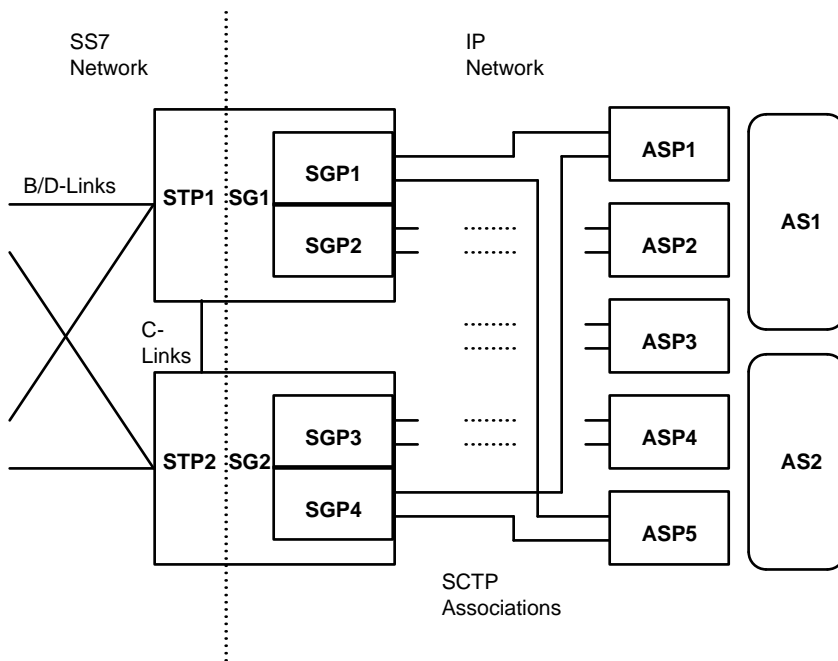 SS7
Network
IP
Network
B/D-Links
STP1
SG1
SGP1
SGP2
ASP1
ASP2
AS1
C-
Links
ASP3
STP2
SG2
SGP3
SGP4
ASP4
ASP5
AS2
SCTP
Associations